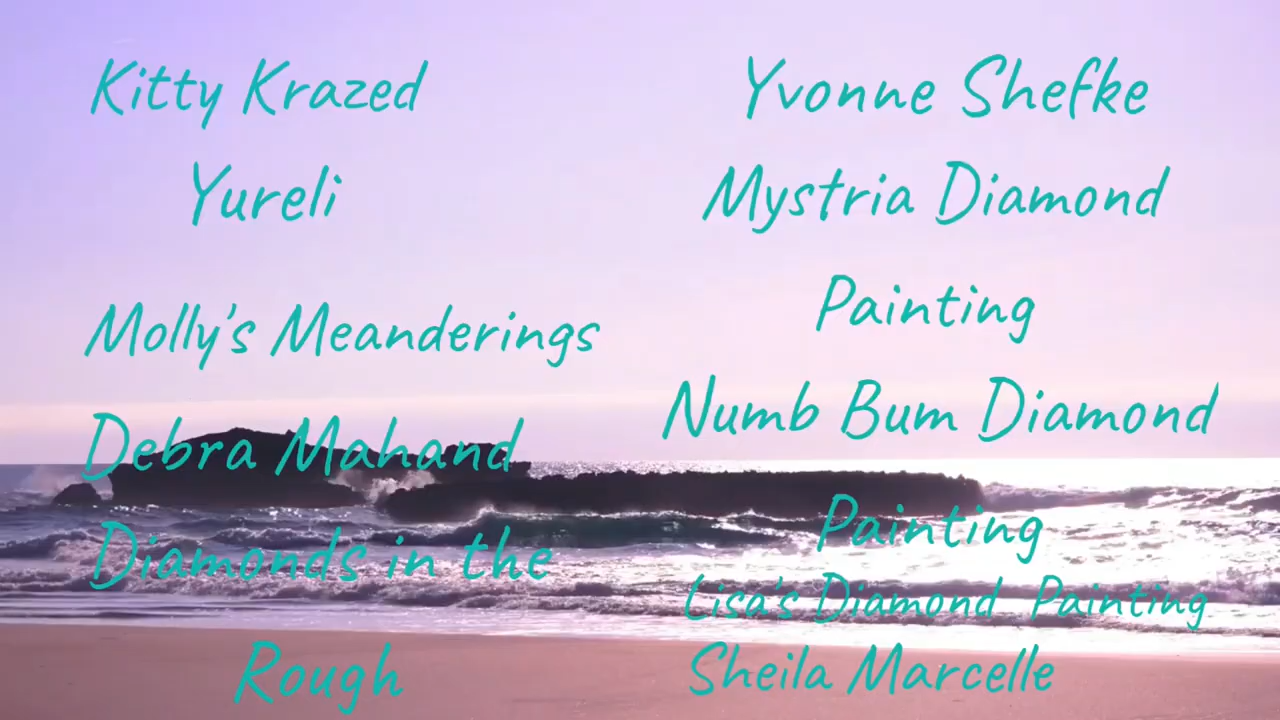 Kitty Krazed
Yureli
Molly's Meanderings
Debra Mahand
Diamonds in the
Rough
Yvonne Shefke
Mystria Diamond
Painting
Numb Bum Diamond
Painting
Lisa's Diamond Painting
Sheila Marcelle